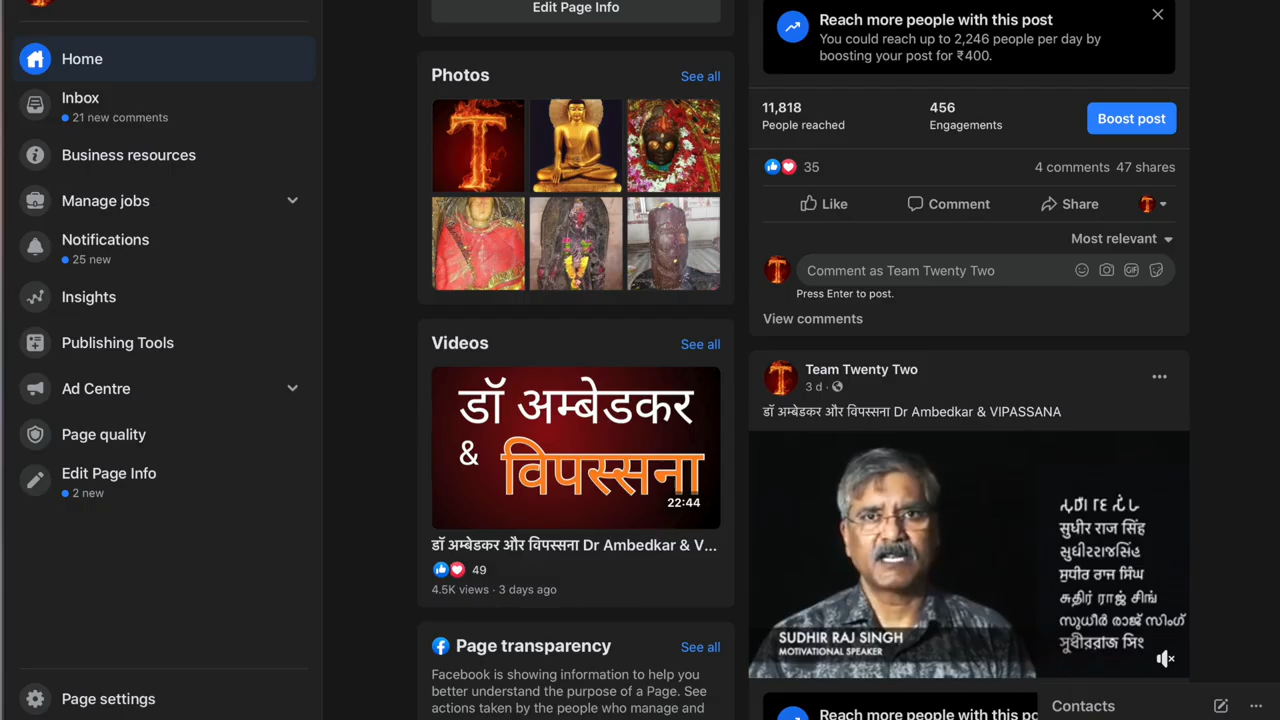 Home
Inbox
21 new comments
Business resources
Manage jobs
Notifications
25 new
Insights
Publishing Tools
Ad Centre
Page quality
Edit Page Info
2 new
Page settings
Edit Page Info
Photos
See all
Videos
See all
डॉ अम्बेडकर
&
विपस्सना
22:44
डॉ अम्बेडकर और विपस्सना Dr Ambedkar & V...
49
4.5K views · 3 days ago
Page transparency
See all
Facebook is showing information to help you
better understand the purpose of a Page. See
actions taken by the people who manage and
Reach more people with this post
You could reach up to 2,246 people per day by
boosting your post for ₹400.
11,818
People reached
456
Engagements
Boost post
35
4 comments 47 shares
Like
Comment
Share
Most relevant
Comment as Team Twenty Two
GIF
Press Enter to post.
View comments
Team Twenty Two
3 d ·
डॉ अम्बेडकर और विपस्सना Dr Ambedkar & VIPASSANA
सुधीर राज सिंह
સુધીરરાજસિંહ
ਸੁਧੀਰ ਰਾਜ ਸਿੰਘ
சுதிர் ராஜ் சிங்
സുധീർ രാജ് സിംഗ്
SUDHIR RAJ SINGH
MOTIVATIONAL SPEAKER
Reach more people with this po
Contacts